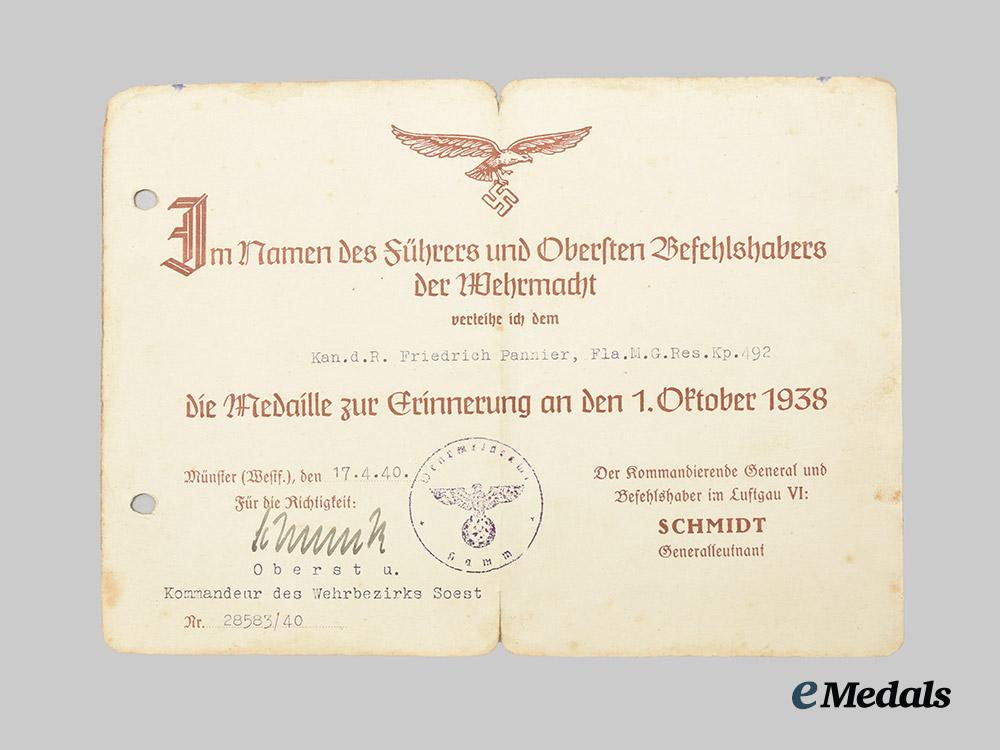 Im Namen des Führers und Obersten Befehlshabers
der Wehrmacht
verleihe ich dem
Kan.d.R. Friedrich Pannier, Fla.M.G.Res.Kp.492
die Medaille zur Erinnerung an den 1. Oktober 1938
Münster (Westf.), den 17.4.40.
Für die Richtigkeit:
Oberst u.
Kommandeur des Wehrbezirks Soest
Nr. 28583/40
Wehrmeldeamt
Hamm
Der Kommandierende General und
Befehlshaber im Luftgau VI:
SCHMIDT
Generalleutnant
eMedals